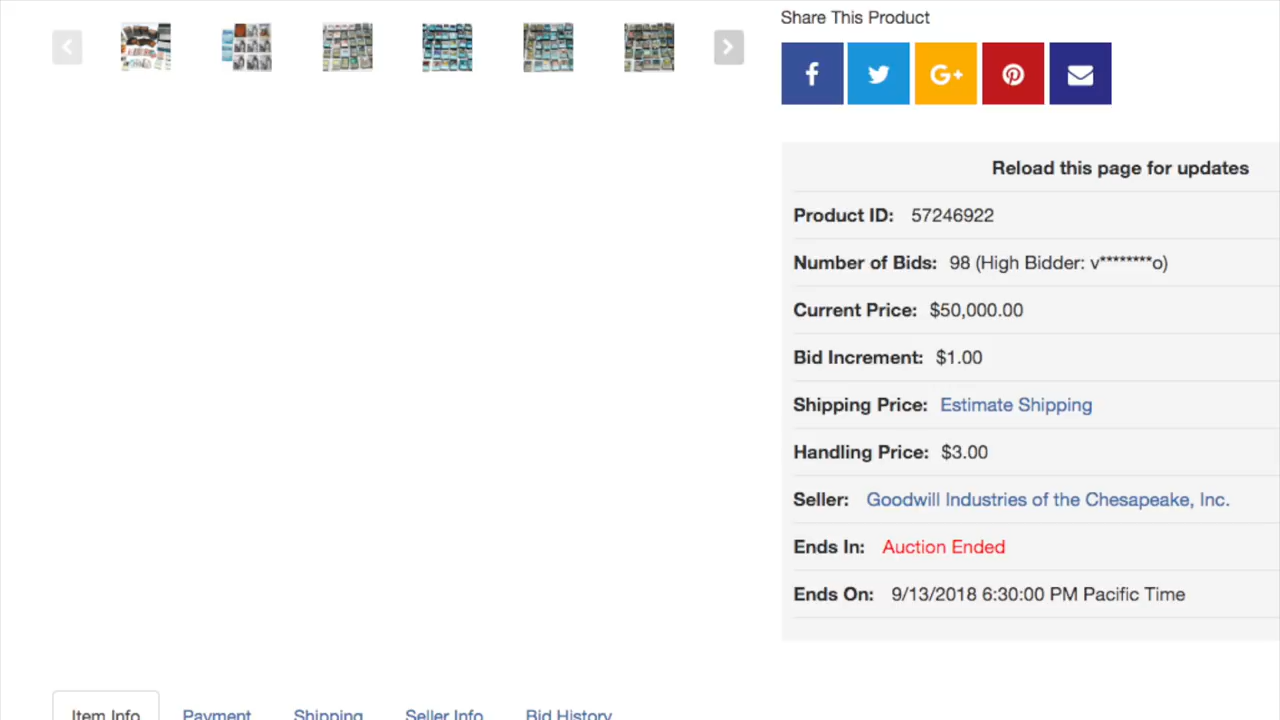 Share This Product
f
G+
Reload this page for updates
Product ID: 57246922
Number of Bids: 98 (High Bidder: v********o)
Current Price: $50,000.00
Bid Increment: $1.00
Shipping Price: Estimate Shipping
Handling Price: $3.00
Seller: Goodwill Industries of the Chesapeake, Inc.
Ends In: Auction Ended
Ends On: 9/13/2018 6:30:00 PM Pacific Time
Item Info Payment Shipping Seller Info Bid History